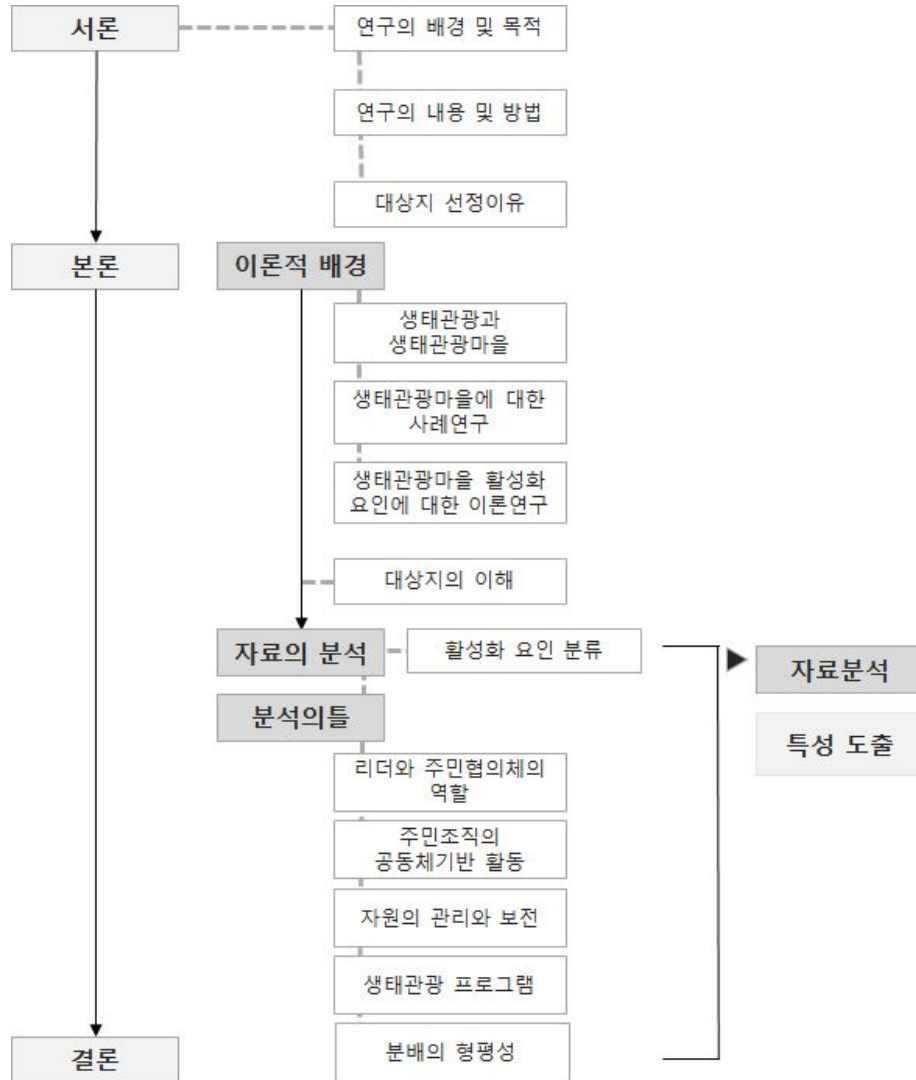 서론
연구의 배경 및 목적
연구의 내용 및 방법
대상지 선정이유
본론
이론적 배경
생태관광과
생태관광마을
생태관광마을에 대한
사례연구
생태관광마을 활성화
요인에 대한 이론연구
대상지의 이해
자료의 분석
활성화 요인 분류
자료분석
분석의틀
특성 도출
리더와 주민협의체의
역할
주민조직의
공동체기반 활동
자원의 관리와 보전
생태관광 프로그램
분배의 형평성
결론